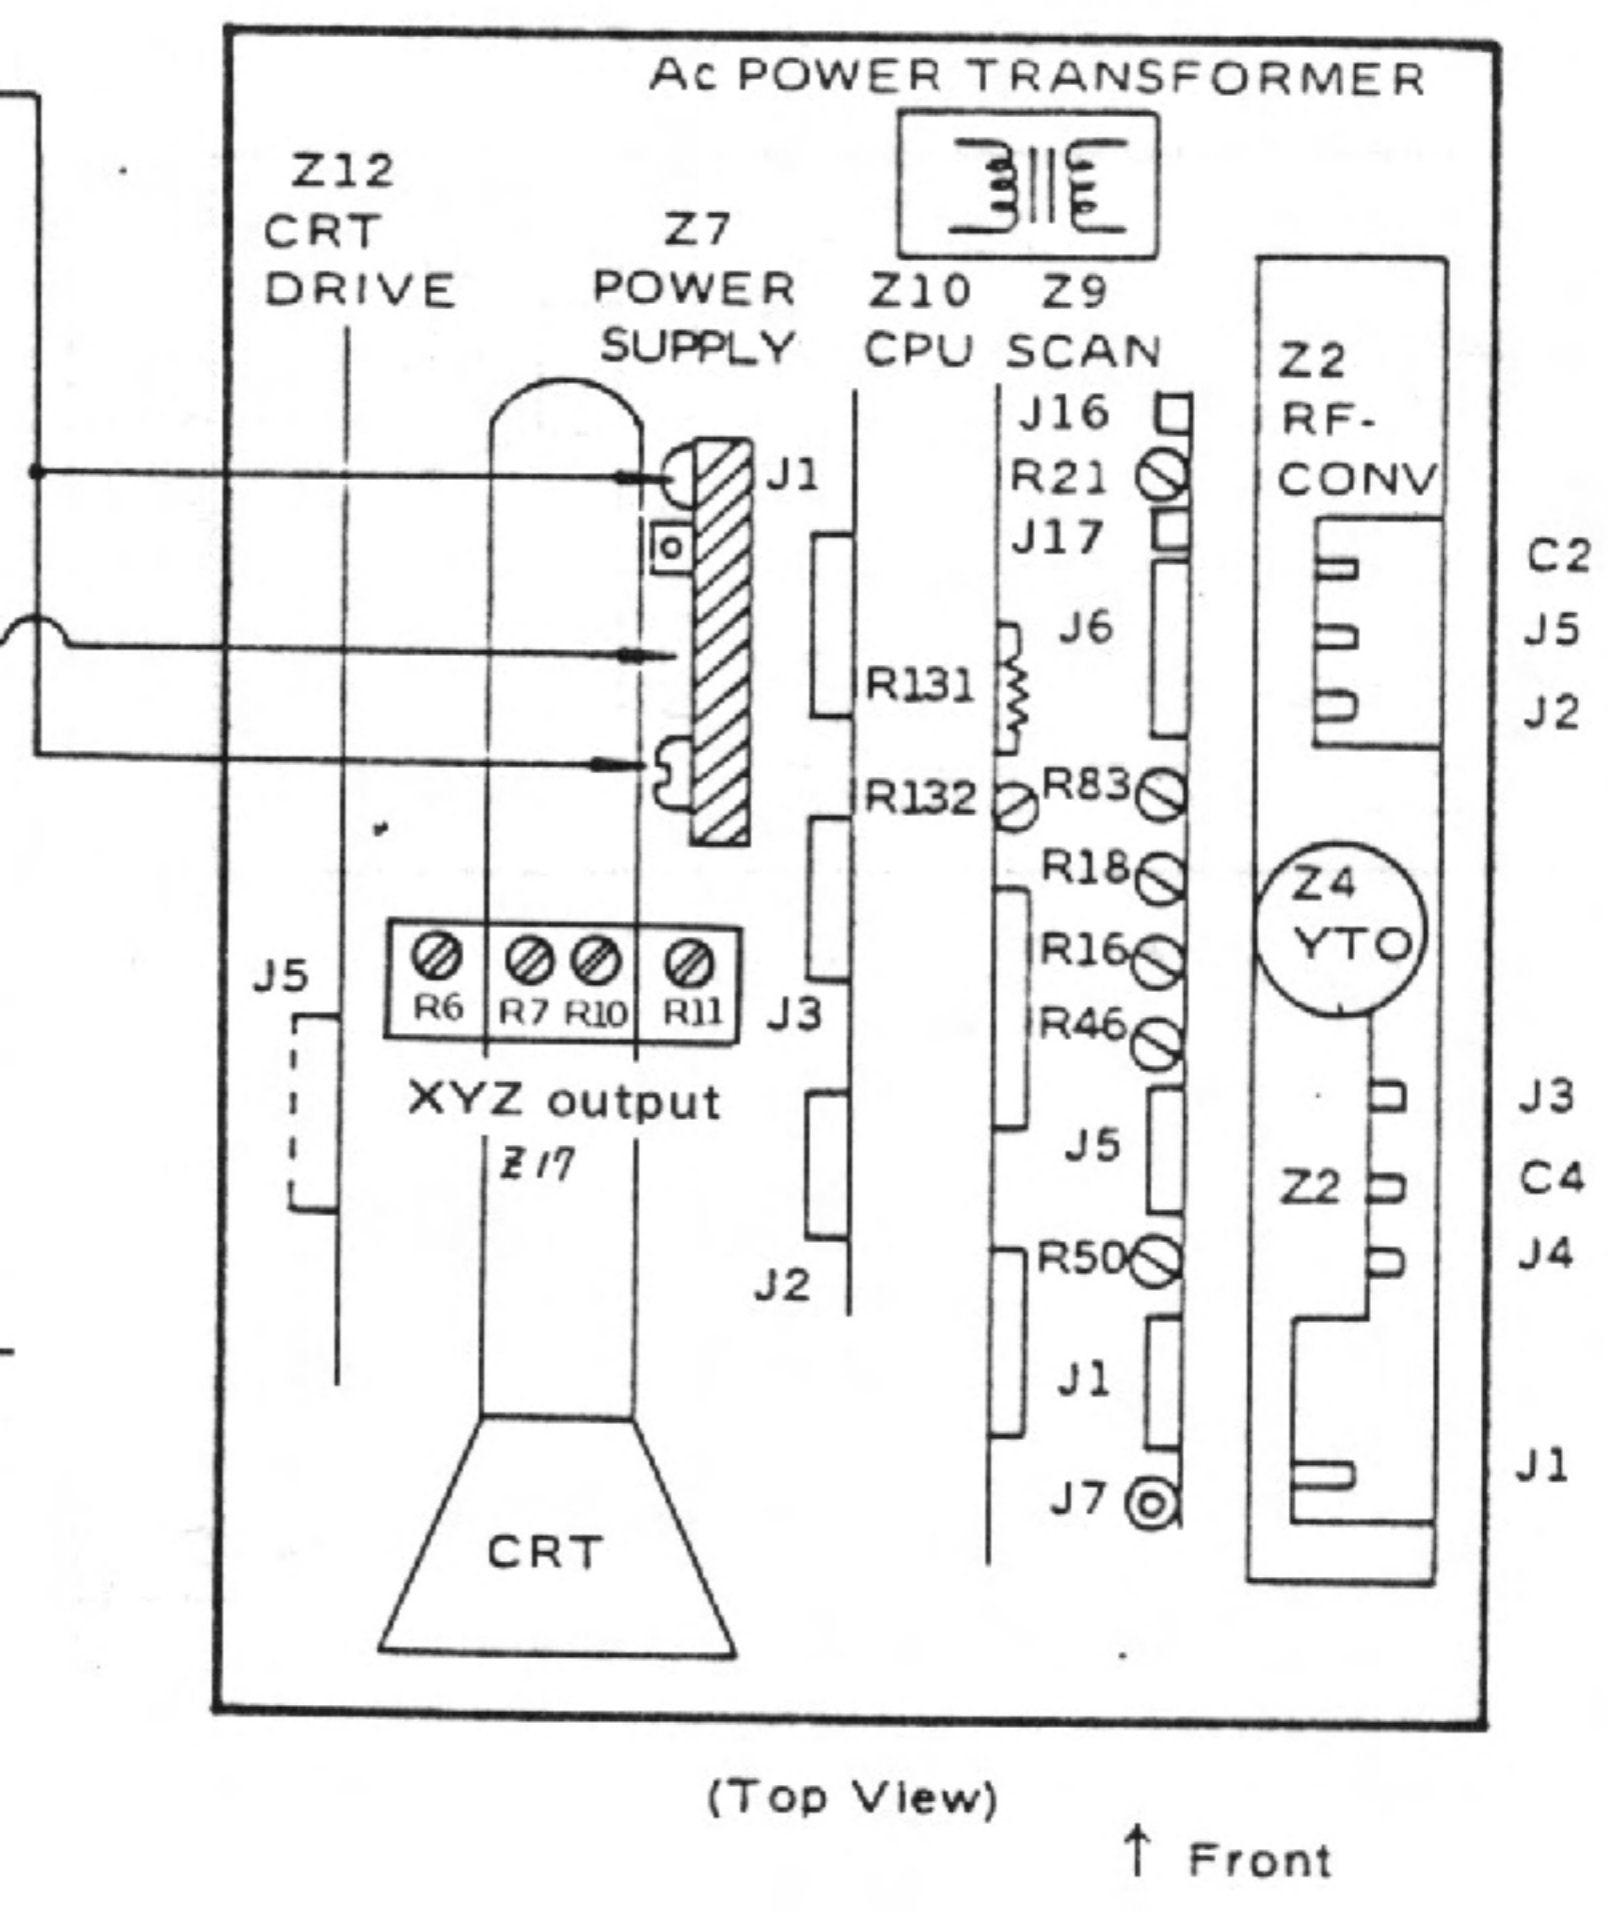 Ac POWER TRANSFORMER
Z12
CRT
DRIVE
Z7
POWER
SUPPLY
Z10
CPU
Z9
SCAN
Z2
RF-
CONV
J16
R21
J17
J6
J1
R131
R132
R83
R18
R16
R46
J5
R50
J1
J7
C2
J5
J2
Z4
YTO
J3
C4
J4
Z2
J1
J5
R6 R7 R10 R11
J3
XYZ output
Z17
J2
CRT
(Top View)
↑ Front